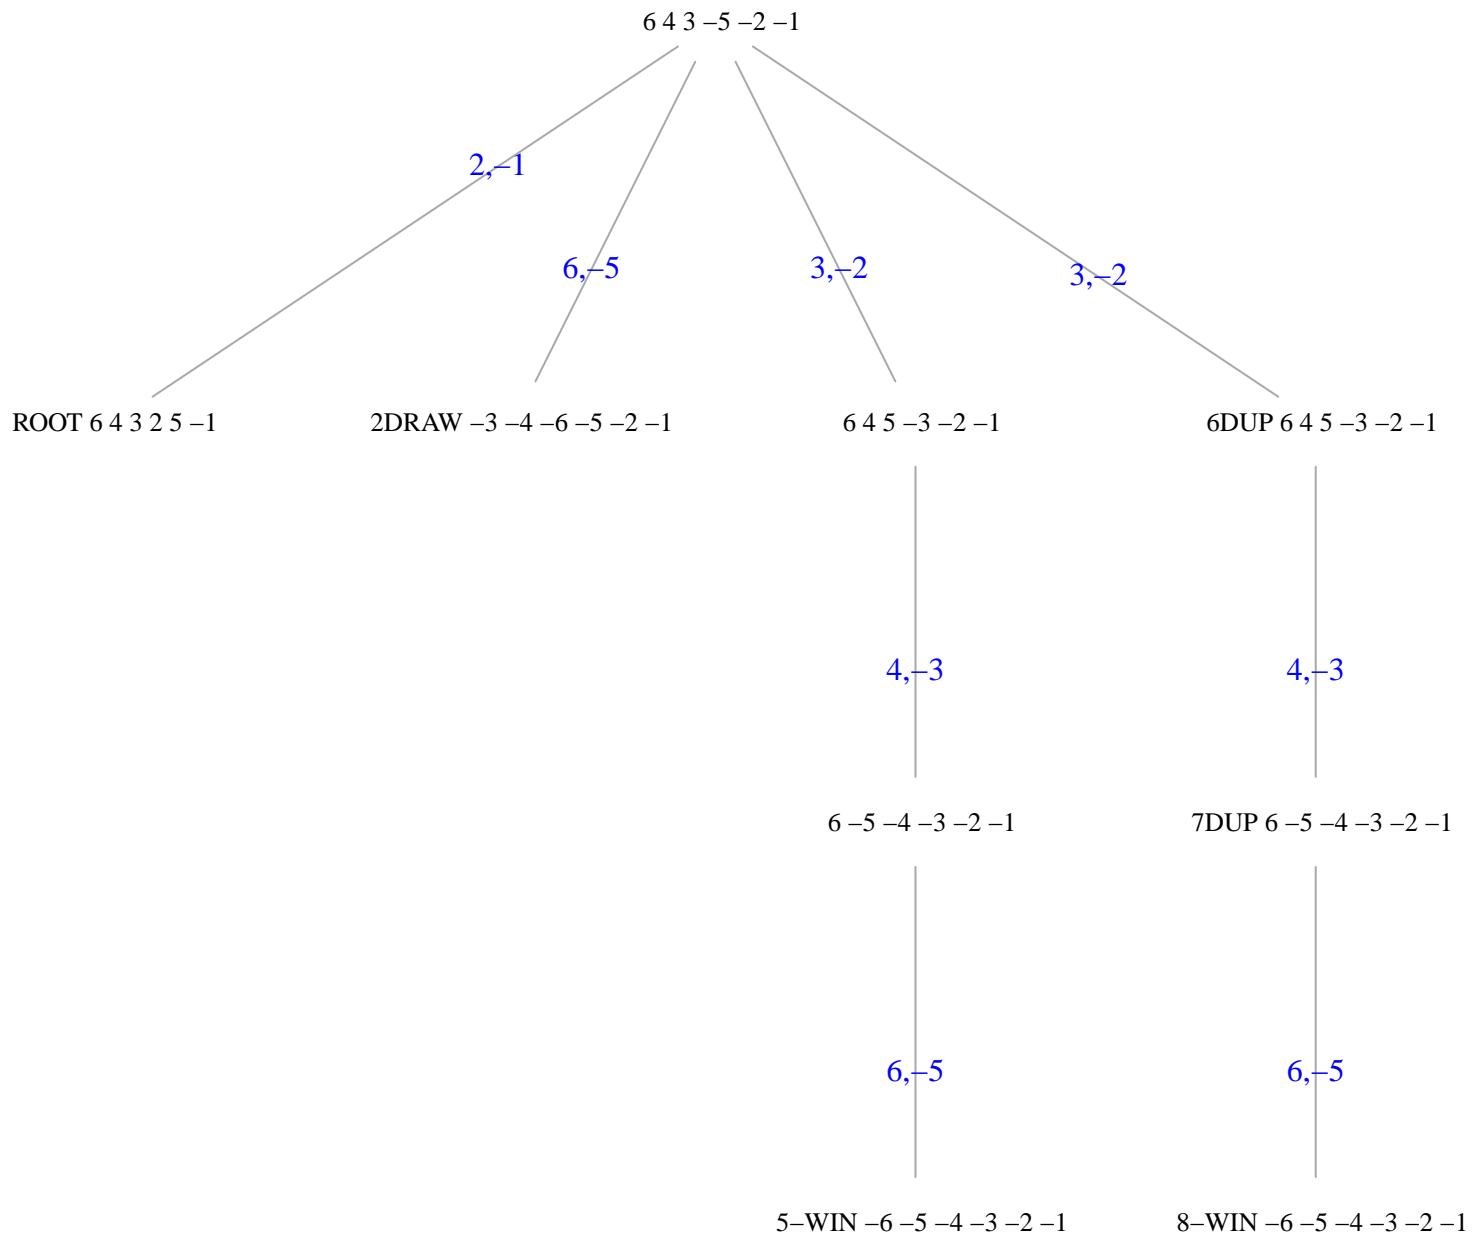 6 4 3 –5 –2 –1
2,–1
6,–5
3,–2
3,–2
ROOT 6 4 3 2 5 –1
2DRAW –3 –4 –6 –5 –2 –1
6 4 5 –3 –2 –1
6DUP 6 4 5 –3 –2 –1
4,–3
4,–3
6 –5 –4 –3 –2 –1
7DUP 6 –5 –4 –3 –2 –1
6,–5
6,–5
5–WIN –6 –5 –4 –3 –2 –1
8–WIN –6 –5 –4 –3 –2 –1